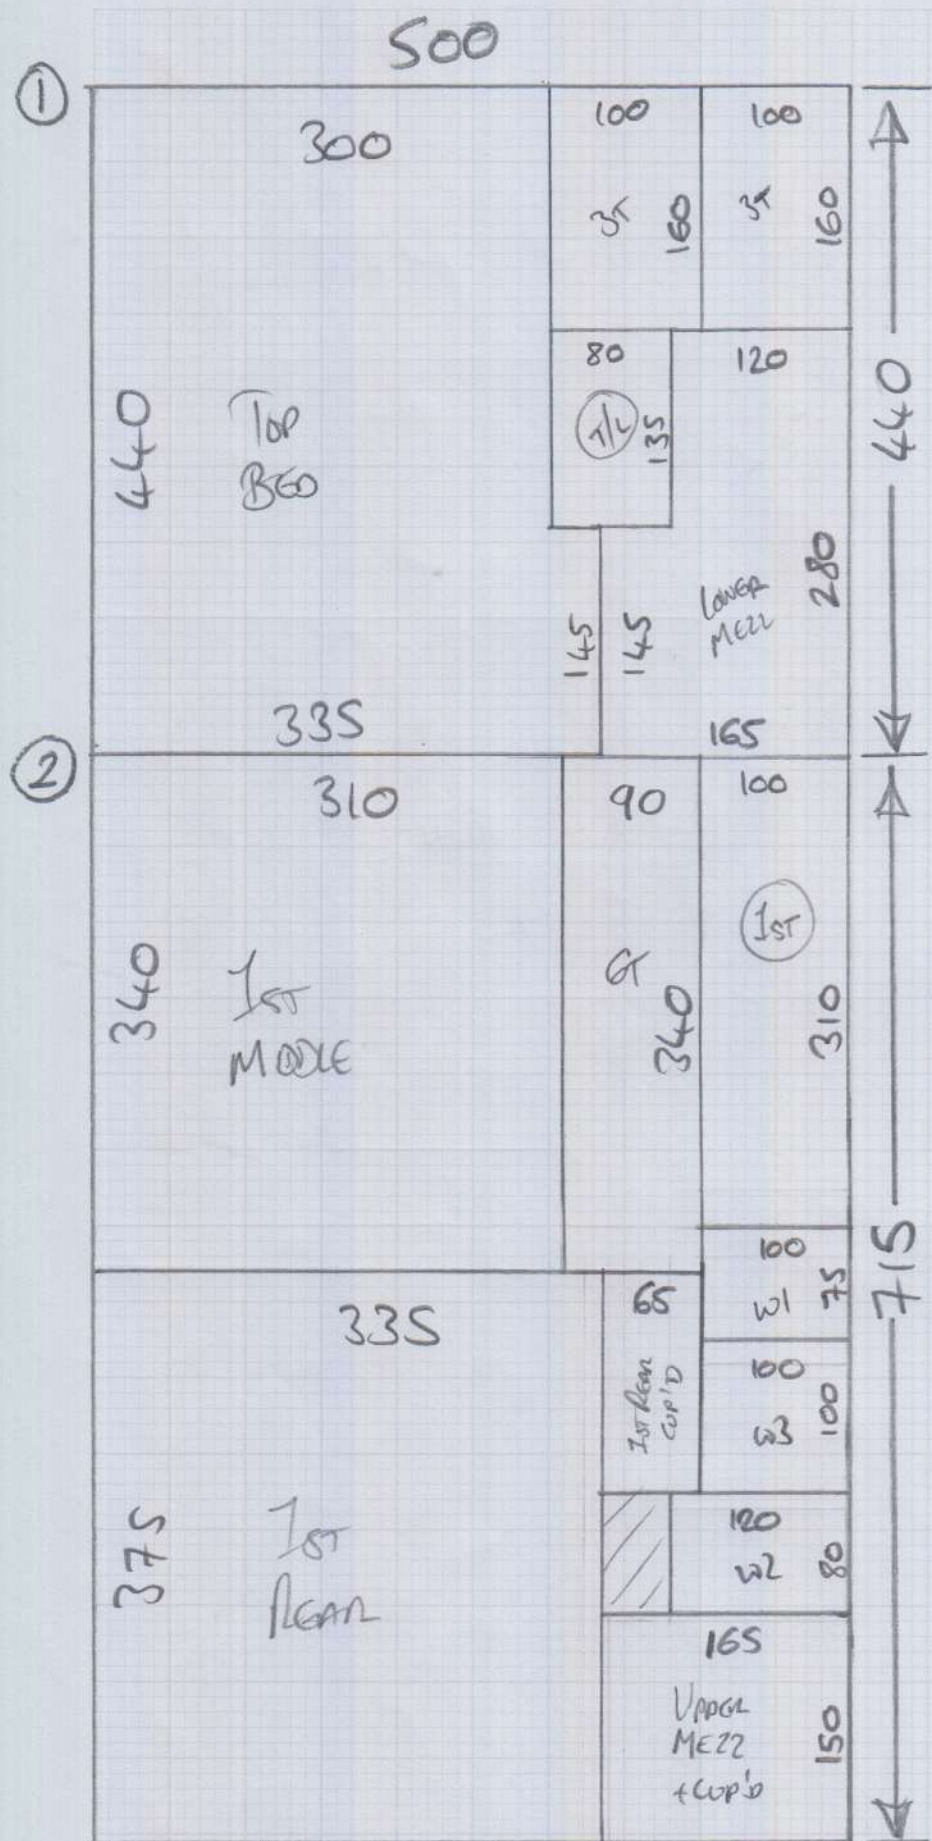 500
①
300
100
100
3T
160
3T
160
440
TOP
BED
80
T/L
135
120
440
145
145
LOWER
MEZZ
280
335
165
②
310
90
100
340
1ST
MIDDLE
6T
340
1ST
310
715
335
65
1ST REAR
CUP'D
100
W1
75
100
W3
100
375
1ST
REAR
120
W2
80
165
UPPER
MEZZ
+CUP'D
150